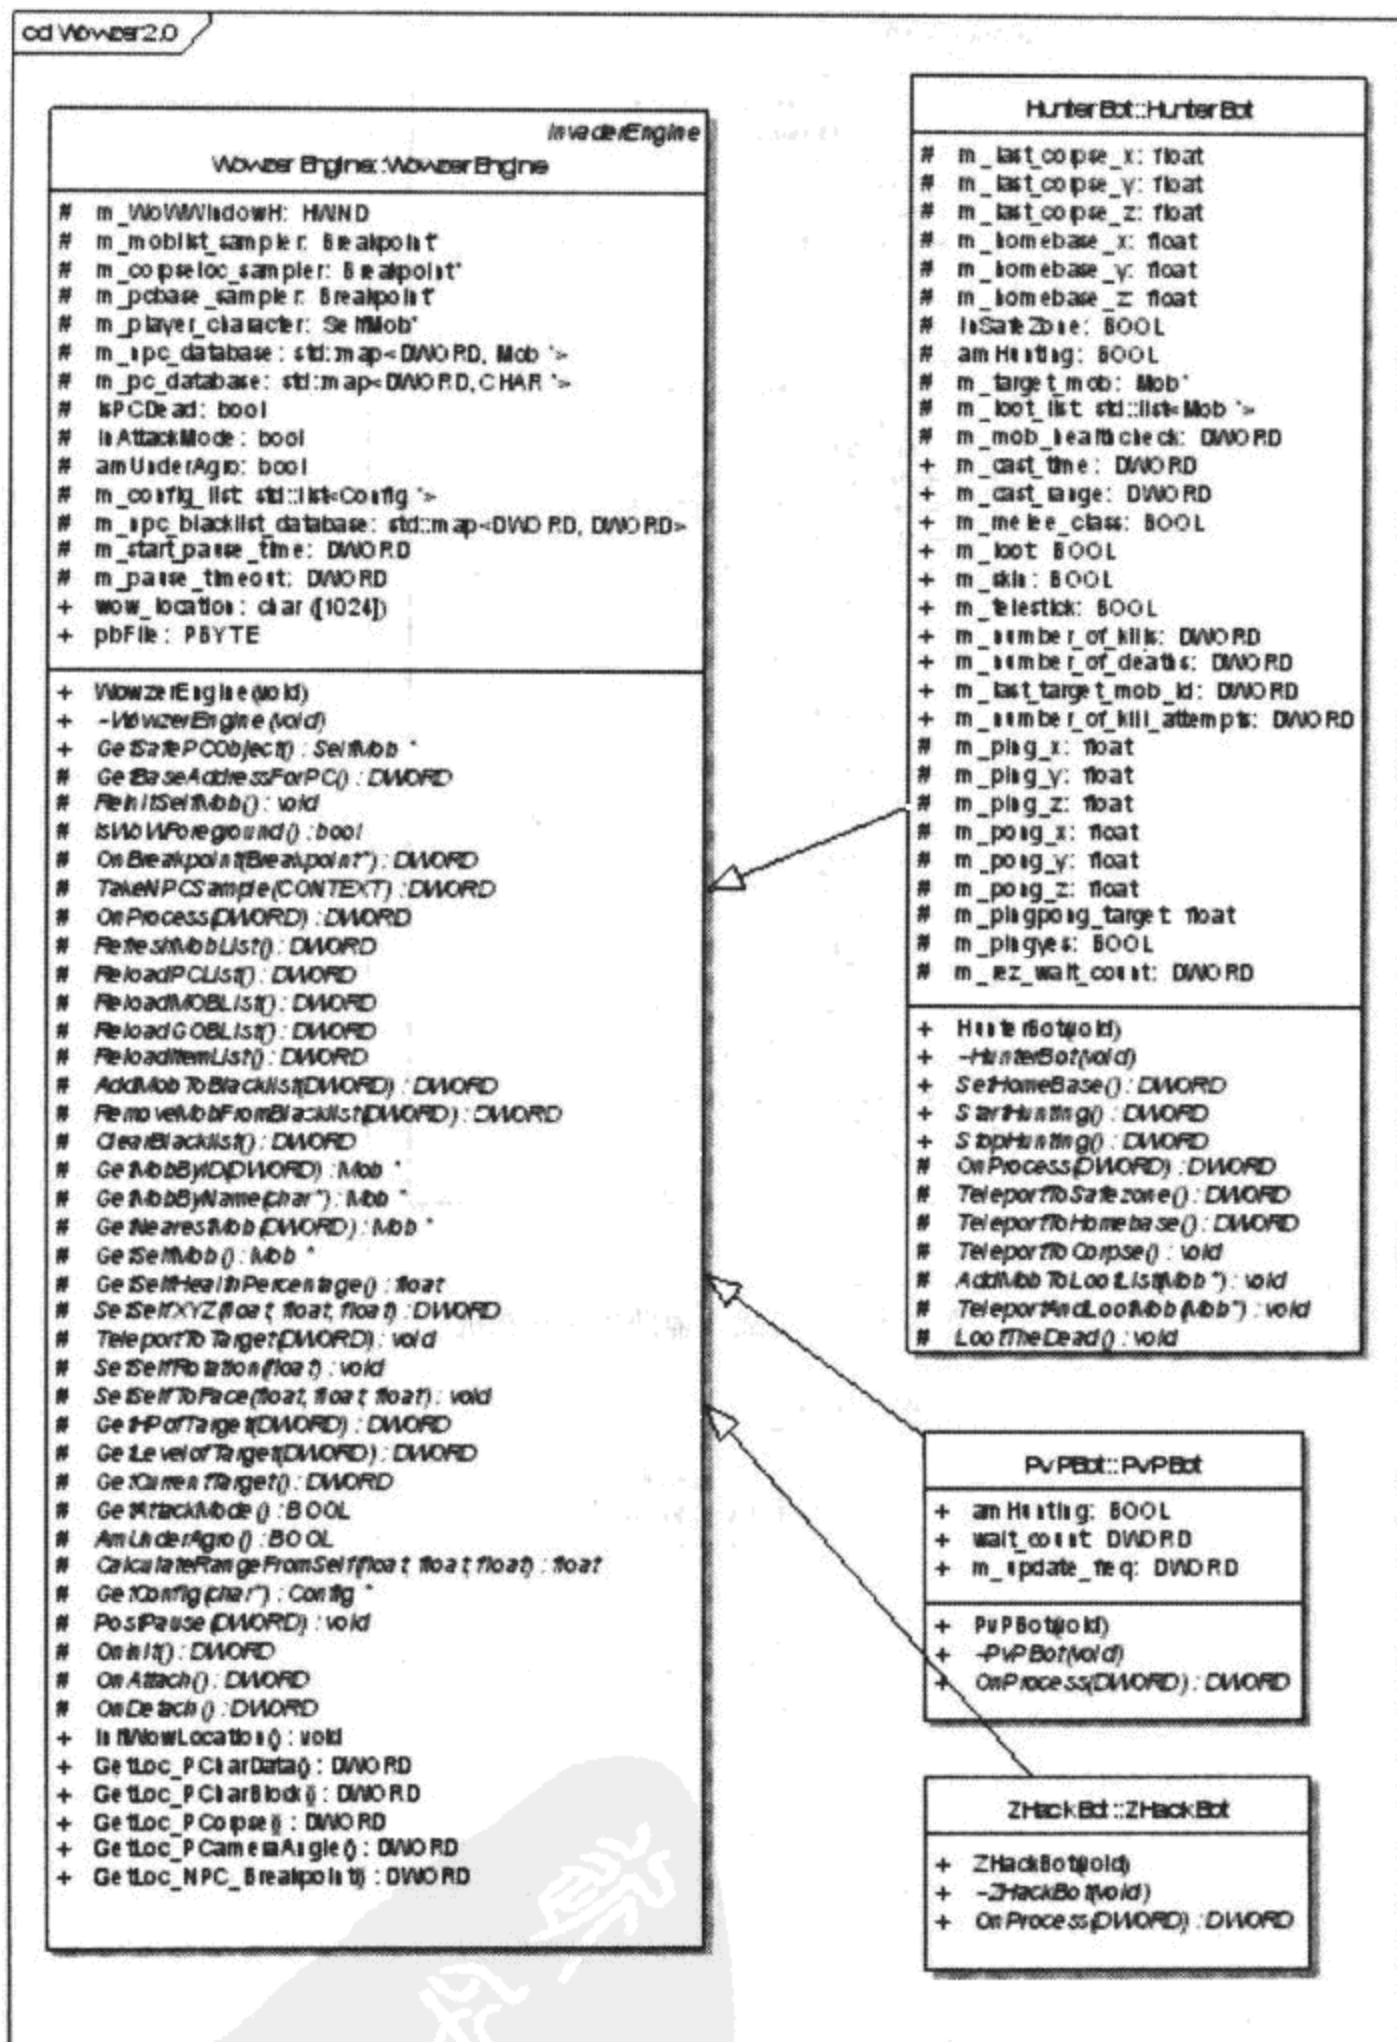 cd Wowzer2.0
InvaderEngine
Wowzer Engine::WowzerEngine
# m_WoWWindowH: HWND
# m_moblist_sampler: Breakpoint*
# m_corpseloc_sampler: Breakpoint*
# m_pcbase_sampler: Breakpoint*
# m_player_character: SelfMob*
# m_npc_database: std::map<DWORD, Mob *>
# m_pc_database: std::map<DWORD,CHAR *>
# isPCDead: bool
# inAttackMode: bool
# amUnderAgro: bool
# m_config_list: std::list<Config *>
# m_npc_blacklist_database: std::map<DWORD, DWORD>
# m_start_pause_time: DWORD
# m_pause_timeout: DWORD
+ wow_location: char ([1024])
+ pbFile: PBYTE
+ WowzerEngine(void)
+ ~WowzerEngine(void)
+ GetSafePCObject() : SelfMob *
# GetBaseAddressForPC() : DWORD
# ReInitSelfMob() : void
# IsWoWForeground() : bool
# OnBreakpoint(Breakpoint*) : DWORD
# TakeNPCSample(CONTEXT) : DWORD
# OnProcess(DWORD) : DWORD
# RefreshMobList() : DWORD
# ReloadPCList() : DWORD
# ReloadMOBList() : DWORD
# ReloadGOBList() : DWORD
# ReloadItemList() : DWORD
# AddMobToBlacklist(DWORD) : DWORD
# RemoveMobFromBlacklist(DWORD) : DWORD
# ClearBlacklist() : DWORD
# GetMobByID(DWORD) : Mob *
# GetMobByName(char*) : Mob *
# GetNearestMob(DWORD) : Mob *
# GetSelfMob() : Mob *
# GetSelfHealthPercentage() : float
# SetSelfXYZ(float, float, float) : DWORD
# TeleportToTarget(DWORD) : void
# SetSelfRotation(float) : void
# SetSelfToFace(float, float, float) : void
# GetHPofTarget(DWORD) : DWORD
# GetLevelofTarget(DWORD) : DWORD
# GetCurrentTarget() : DWORD
# GetAttackMode() : BOOL
# AmUnderAgro() : BOOL
# CalculateRangeFromSelf(float, float, float) : float
# GetConfig(char*) : Config *
# PostPause(DWORD) : void
# OnInit() : DWORD
# OnAttach() : DWORD
# OnDetach() : DWORD
+ InitWowLocation() : void
+ GetLoc_PCharData() : DWORD
+ GetLoc_PCharBlock() : DWORD
+ GetLoc_PCorpse() : DWORD
+ GetLoc_PCameraAngle() : DWORD
+ GetLoc_NPC_Breakpoint() : DWORD
HunterBot::HunterBot
# m_last_corpse_x: float
# m_last_corpse_y: float
# m_last_corpse_z: float
# m_homebase_x: float
# m_homebase_y: float
# m_homebase_z: float
# inSafeZone: BOOL
# amHunting: BOOL
# m_target_mob: Mob*
# m_loot_list: std::list<Mob *>
# m_mob_healthcheck: DWORD
+ m_cast_time: DWORD
+ m_cast_range: DWORD
+ m_melee_class: BOOL
+ m_loot: BOOL
+ m_skin: BOOL
+ m_telestick: BOOL
+ m_number_of_kills: DWORD
+ m_number_of_deaths: DWORD
+ m_last_target_mob_id: DWORD
+ m_number_of_kill_attempts: DWORD
# m_ping_x: float
# m_ping_y: float
# m_ping_z: float
# m_pong_x: float
# m_pong_y: float
# m_pong_z: float
# m_pingpong_target: float
# m_pingyes: BOOL
# m_rez_wait_count: DWORD
+ HunterBot(void)
+ ~HunterBot(void)
+ SetHomeBase() : DWORD
+ StartHunting() : DWORD
+ StopHunting() : DWORD
# OnProcess(DWORD) : DWORD
# TeleportToSafezone() : DWORD
# TeleportToHomebase() : DWORD
# TeleportToCorpse() : void
# AddMobToLootList(Mob*) : void
# TeleportAndLootMob(Mob*) : void
# LootTheDead() : void
PvPBot::PvPBot
+ amHunting: BOOL
+ wait_count: DWORD
+ m_update_freq: DWORD
+ PvPBot(void)
+ ~PvPBot(void)
+ OnProcess(DWORD) : DWORD
ZHackBot::ZHackBot
+ ZHackBot(void)
+ ~ZHackBot(void)
+ OnProcess(DWORD) : DWORD